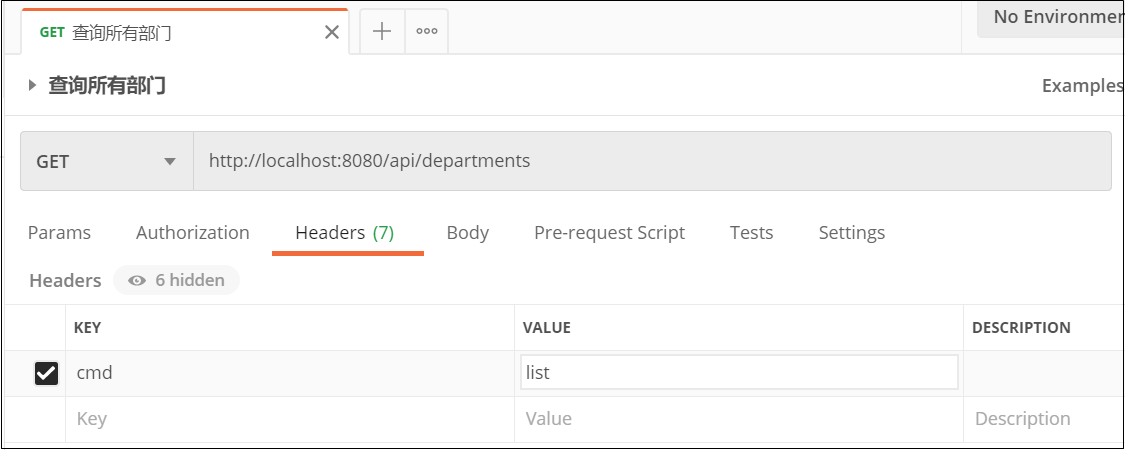 GET 查询所有部门
No Environmen
查询所有部门
Examples
GET http://localhost:8080/api/departments
Params Authorization Headers (7) Body Pre-request Script Tests Settings
Headers 6 hidden
KEY VALUE DESCRIPTION
cmd list
Key Value Description